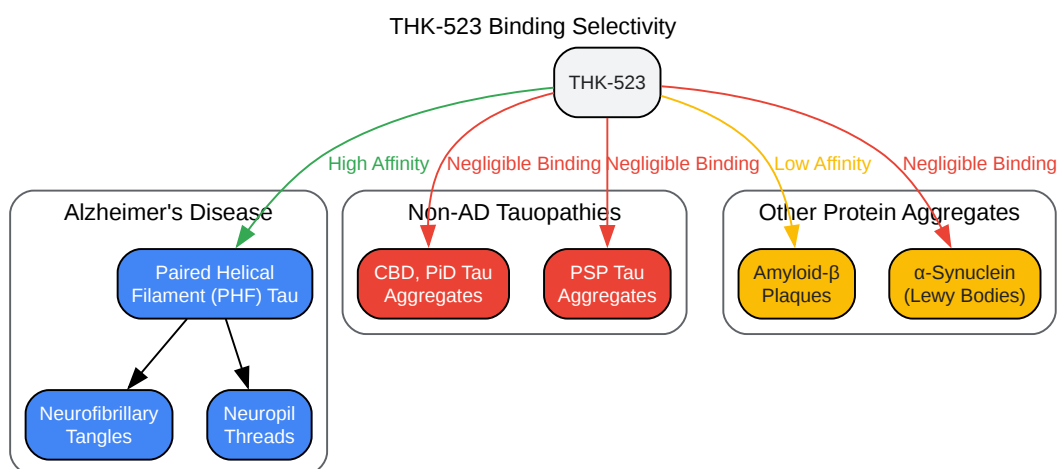 THK-523 Binding Selectivity
THK-523
High Affinity
Negligible Binding
Negligible Binding
Low Affinity
Negligible Binding
Alzheimer's Disease
Non-AD Tauopathies
Other Protein Aggregates
Paired Helical
Filament (PHF) Tau
CBD, PiD Tau
Aggregates
PSP Tau
Aggregates
Amyloid-β
Plaques
α-Synuclein
(Lewy Bodies)
Neurofibrillary
Tangles
Neuropil
Threads